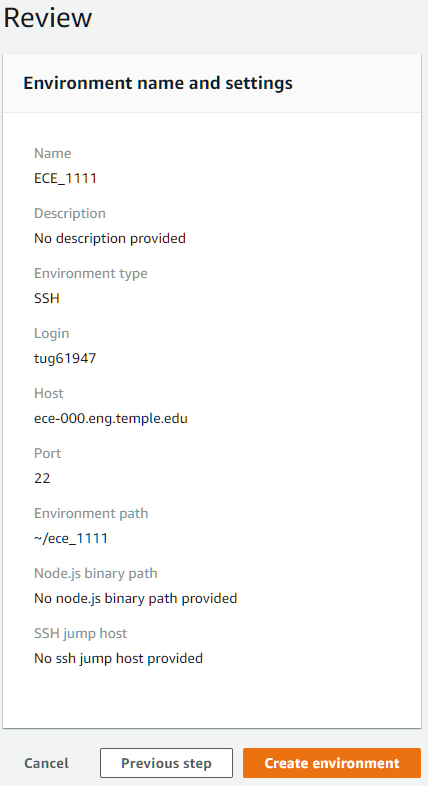 Review
Environment name and settings
Name
ECE_1111
Description
No description provided
Environment type
SSH
Login
tug61947
Host
ece-000.eng.temple.edu
Port
22
Environment path
~/ece_1111
Node.js binary path
No node.js binary path provided
SSH jump host
No ssh jump host provided
Cancel
Previous step
Create environment